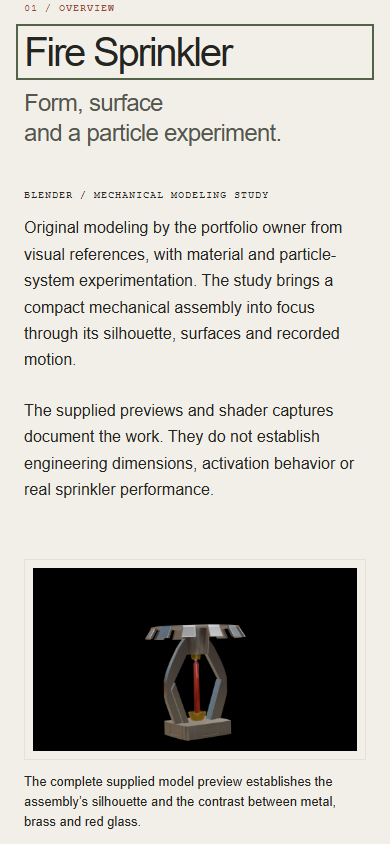 01 / OVERVIEW
Fire Sprinkler
Form, surface
and a particle experiment.
BLENDER / MECHANICAL MODELING STUDY
Original modeling by the portfolio owner from
visual references, with material and particle-
system experimentation. The study brings a
compact mechanical assembly into focus
through its silhouette, surfaces and recorded
motion.
The supplied previews and shader captures
document the work. They do not establish
engineering dimensions, activation behavior or
real sprinkler performance.
The complete supplied model preview establishes the
assembly's silhouette and the contrast between metal,
brass and red glass.